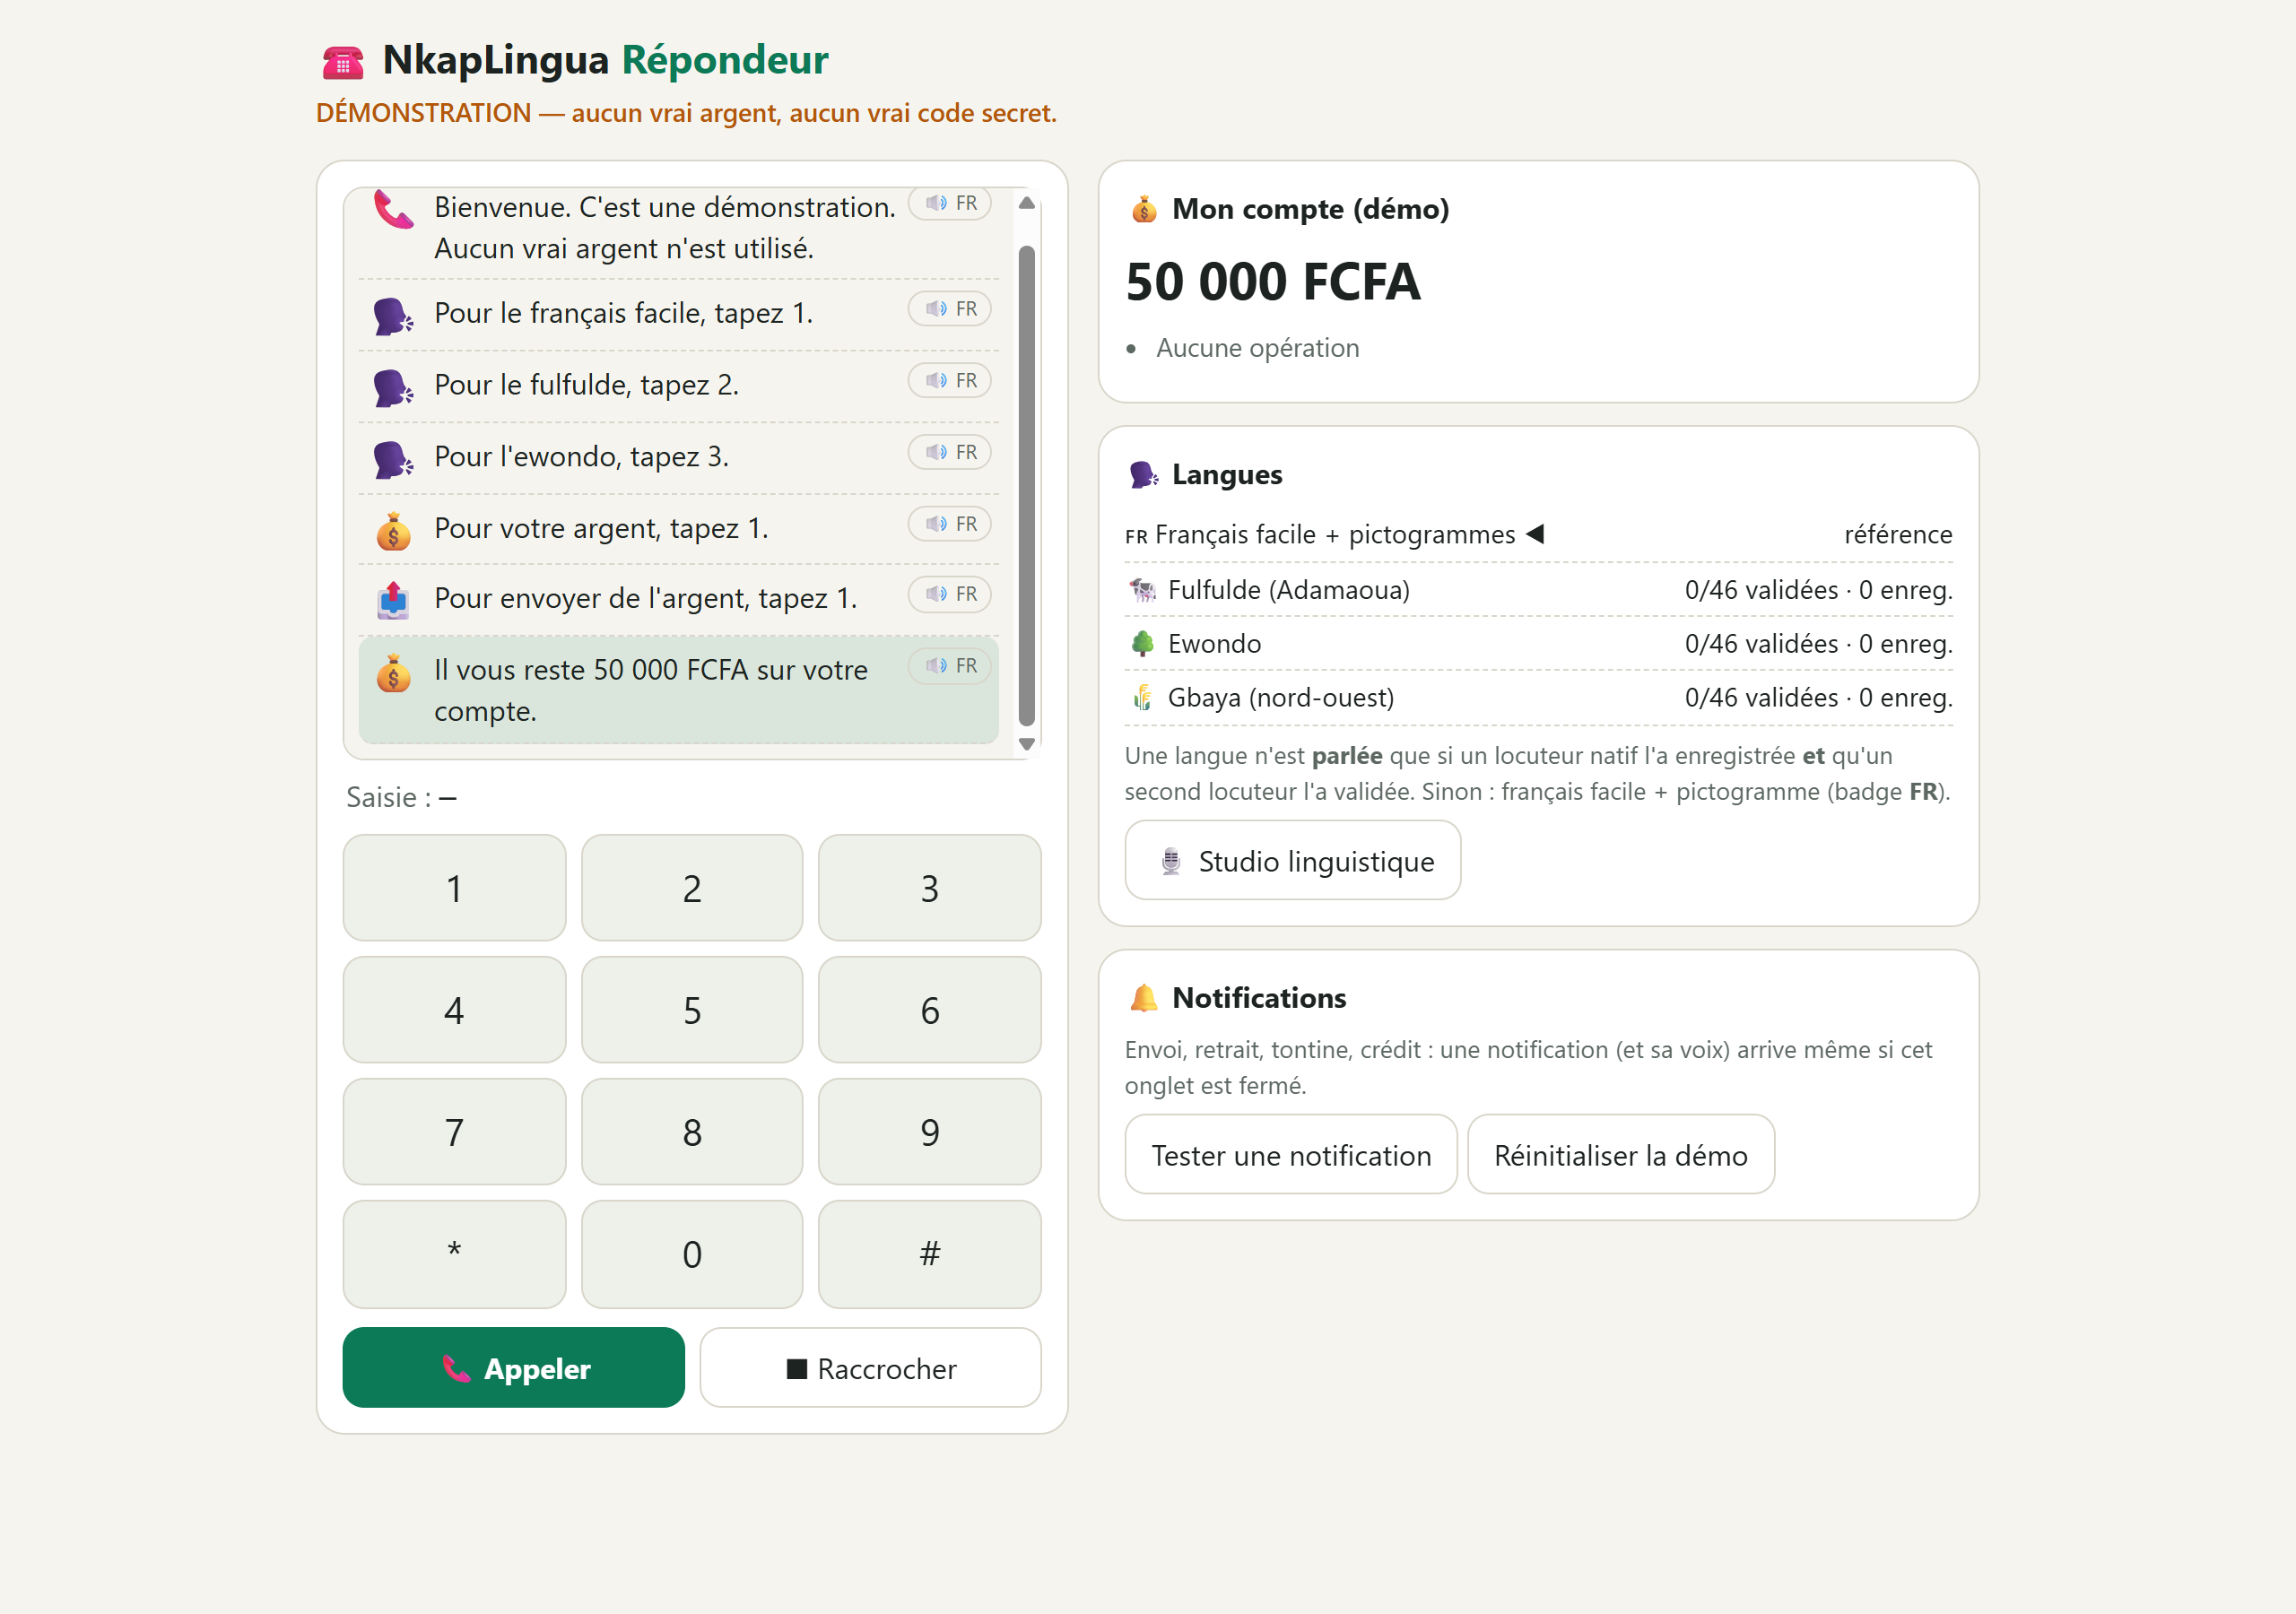 NkapLingua Répondeur
DÉMONSTRATION — aucun vrai argent, aucun vrai code secret.
Bienvenue. C'est une démonstration.
Aucun vrai argent n'est utilisé.
FR
Pour le français facile, tapez 1.
FR
Pour le fulfulde, tapez 2.
FR
Pour l'ewondo, tapez 3.
FR
Pour votre argent, tapez 1.
FR
Pour envoyer de l'argent, tapez 1.
FR
Il vous reste 50 000 FCFA sur votre
compte.
FR
Saisie : —
1 2 3
4 5 6
7 8 9
* 0 #
Appeler
Raccrocher
Mon compte (démo)
50 000 FCFA
• Aucune opération
Langues
FR Français facile + pictogrammes ◀ référence
Fulfulde (Adamaoua) 0/46 validées · 0 enreg.
Ewondo 0/46 validées · 0 enreg.
Gbaya (nord-ouest) 0/46 validées · 0 enreg.
Une langue n'est parlée que si un locuteur natif l'a enregistrée et qu'un
second locuteur l'a validée. Sinon : français facile + pictogramme (badge FR).
Studio linguistique
Notifications
Envoi, retrait, tontine, crédit : une notification (et sa voix) arrive même si cet
onglet est fermé.
Tester une notification
Réinitialiser la démo